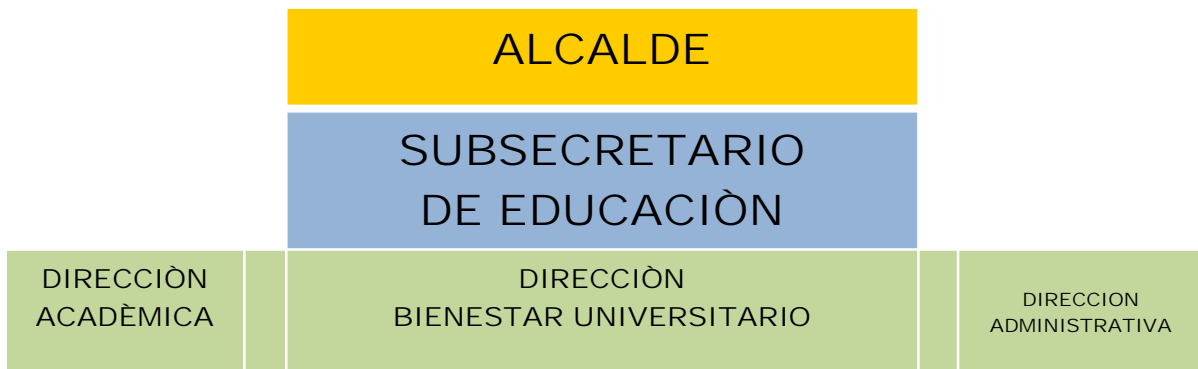 ALCALDE
SUBSECRETARIO
DE EDUCACIÒN
DIRECCIÒN
ACADÈMICA
DIRECCIÒN
BIENESTAR UNIVERSITARIO
DIRECCION
ADMINISTRATIVA